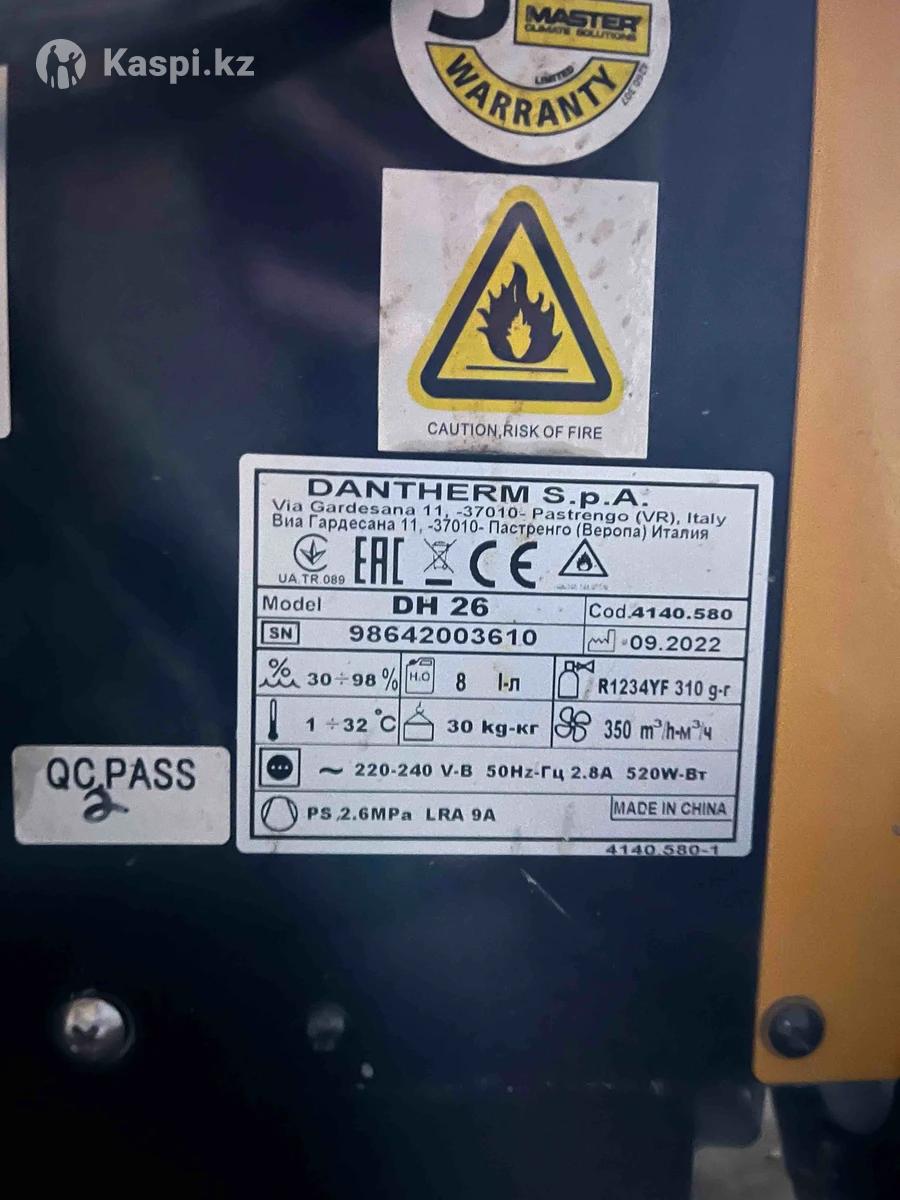 Kaspi.kz
MASTER
CLIMATE SOLUTIONS
LIMITED
WARRANTY
4260.307
CAUTION,RISK OF FIRE
DANTHERM S.p.A.
Via Gardesana 11, -37010- Pastrengo (VR), Italy
Виа Гардесана 11, -37010- Пастренго (Веропа) Италия
UA.TR.089 EAC CE
Model DH 26 Cod.4140.580
SN 98642003610 09.2022
% 30÷98 % H₂O 8 l-л R1234YF 310 g-г
1 ÷32 °C 30 kg-кг 350 m³/h-м³/ч
~ 220-240 V-B 50Hz-Гц 2.8A 520W-Вт
PS,2.6MPa LRA 9A MADE IN CHINA
4140.580-1
QC PASS
2